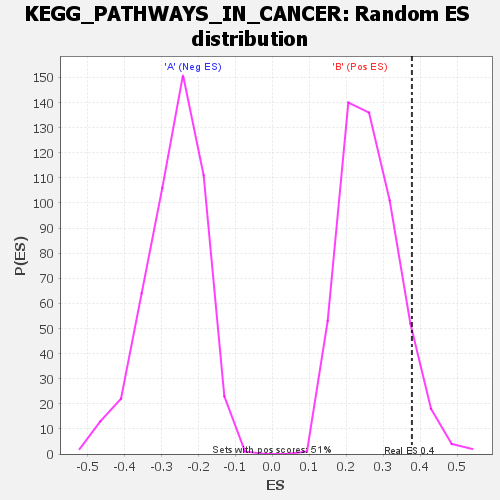 KEGG_PATHWAYS_IN_CANCER: Random ES
distribution
'A' (Neg ES)
'B' (Pos ES)
150
140
130
120
110
100
90
80
70
60
50
40
30
20
10
0
P(ES)
Sets with pos scores: 51%
Real ES 0.4
-0.5 -0.4 -0.3 -0.2 -0.1 0.0 0.1 0.2 0.3 0.4 0.5
ES